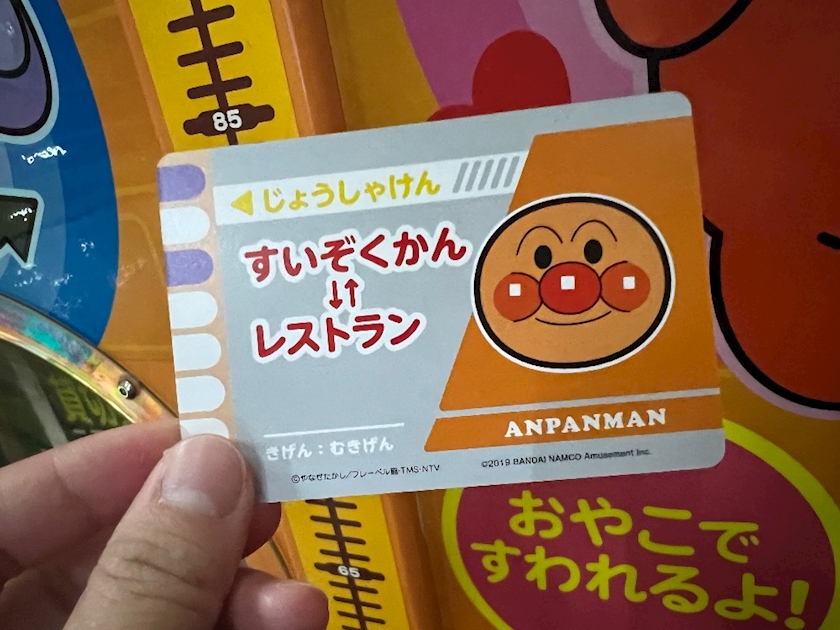 85
◀じょうしゃけん
すいぞくかん
↓↑
レストラン
きげん:むきげん
ANPANMAN
©やなせたかし/フレーベル館・TMS・NTV
©2019 BANDAI NAMCO Amusement Inc.
65
おやこで
すわれるよ!